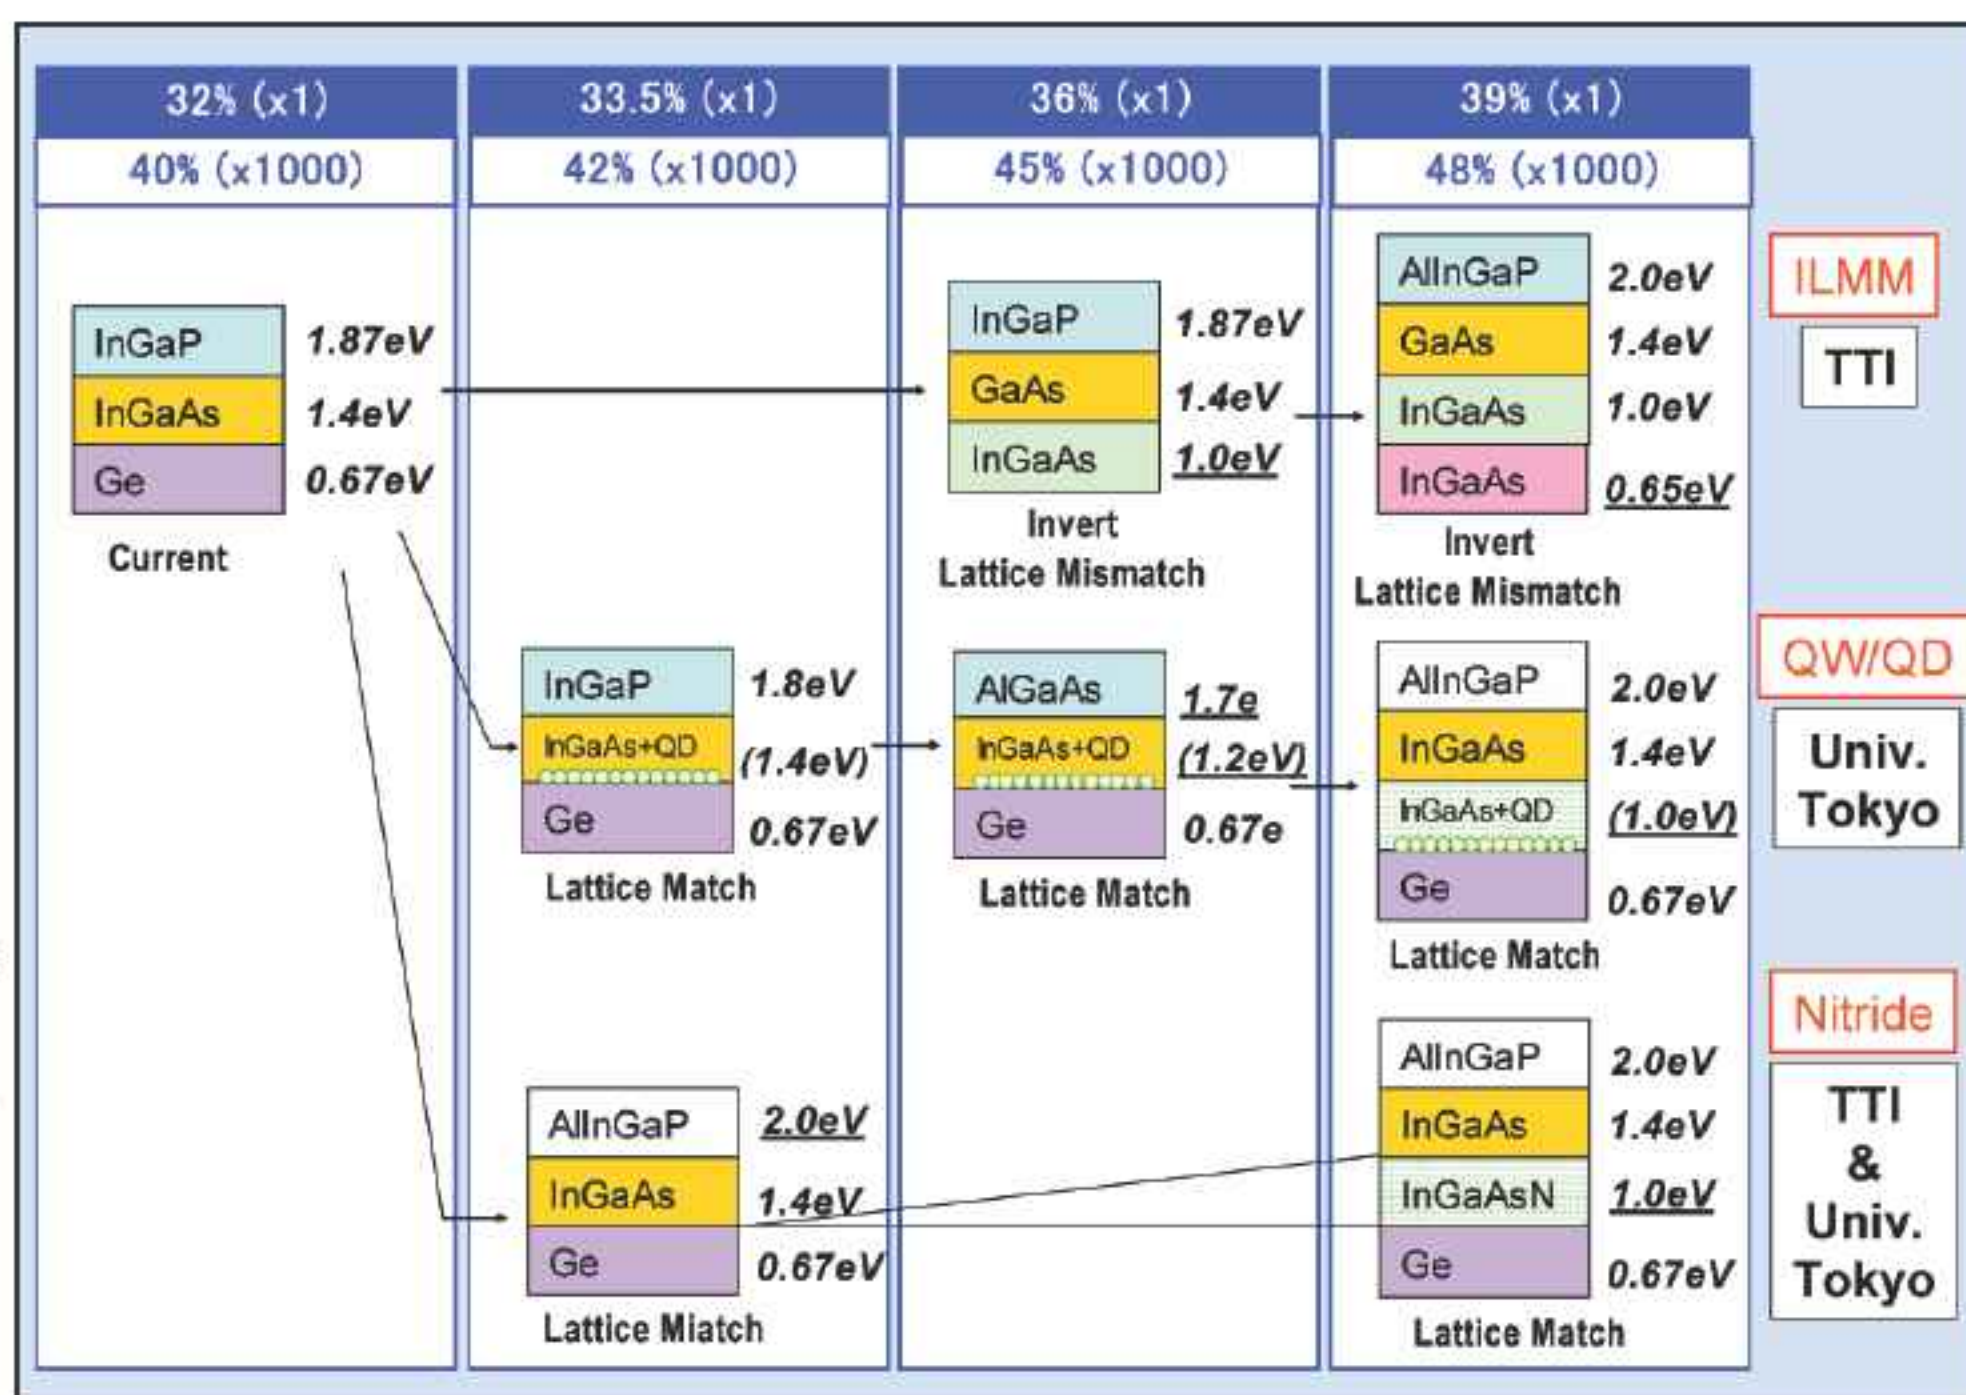 32% (x1)
40% (x1000)
InGaP 1.87eV
InGaAs 1.4eV
Ge 0.67eV
Current
33.5% (x1)
42% (x1000)
InGaP 1.8eV
InGaAs+QD (1.4eV)
Ge 0.67eV
Lattice Match
AlInGaP 2.0eV
InGaAs 1.4eV
Ge 0.67eV
Lattice Miatch
36% (x1)
45% (x1000)
InGaP 1.87eV
GaAs 1.4eV
InGaAs 1.0eV
Invert
Lattice Mismatch
AlGaAs 1.7e
InGaAs+QD (1.2eV)
Ge 0.67e
Lattice Match
39% (x1)
48% (x1000)
AlInGaP 2.0eV
GaAs 1.4eV
InGaAs 1.0eV
InGaAs 0.65eV
Invert
Lattice Mismatch
AlInGaP 2.0eV
InGaAs 1.4eV
InGaAs+QD (1.0eV)
Ge 0.67eV
Lattice Match
AlInGaP 2.0eV
InGaAs 1.4eV
InGaAsN 1.0eV
Ge 0.67eV
Lattice Match
ILMM
TTI
QW/QD
Univ.
Tokyo
Nitride
TTI
&
Univ.
Tokyo